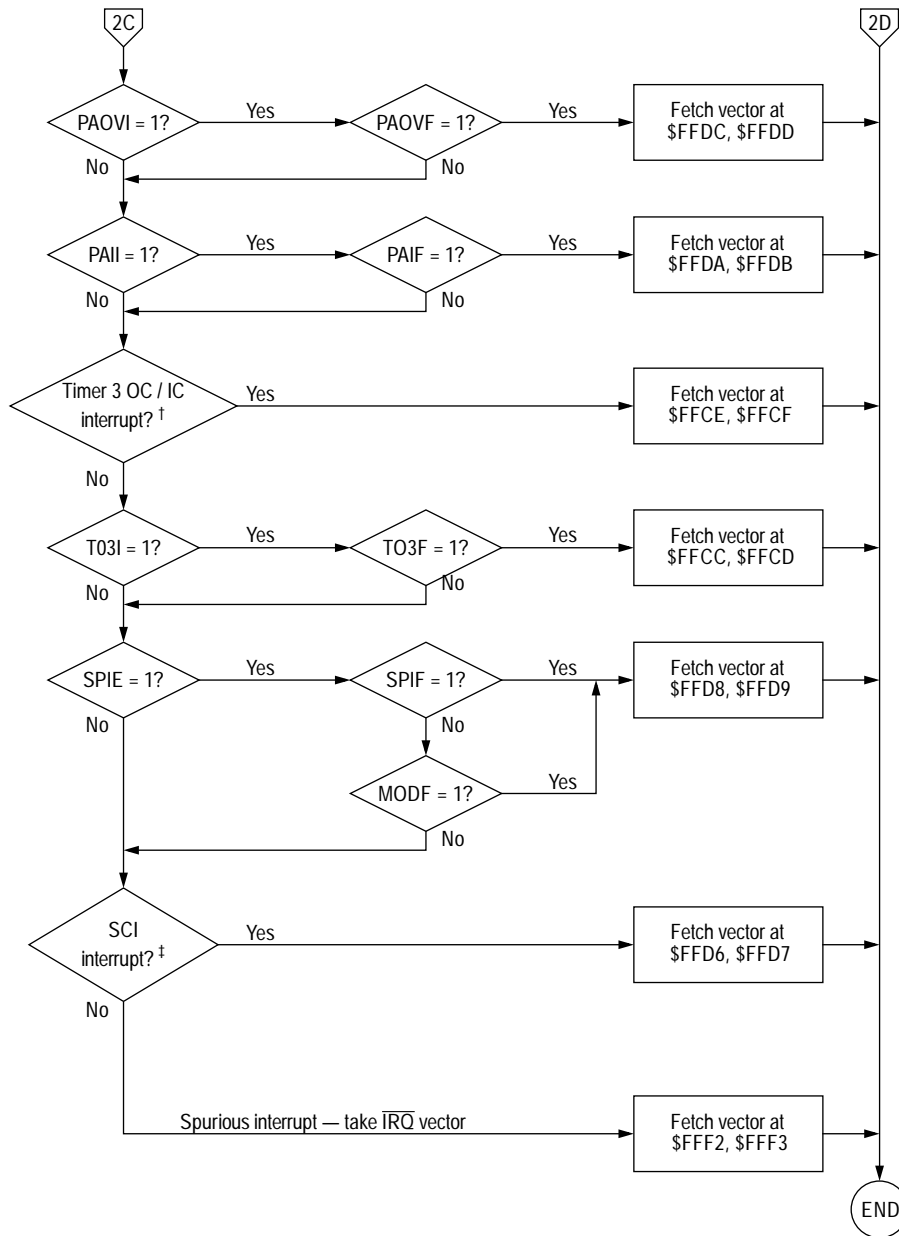 2C
2D
PAOVI = 1?
Yes
PAOVF = 1?
Yes
Fetch vector at
$FFDC, $FFDD
No
No
PAII = 1?
Yes
PAIF = 1?
Yes
Fetch vector at
$FFDA, $FFDB
No
No
Timer 3 OC / IC
interrupt? †
Yes
Fetch vector at
$FFCE, $FFCF
No
T03I = 1?
Yes
TO3F = 1?
Yes
Fetch vector at
$FFCC, $FFCD
No
No
SPIE = 1?
Yes
SPIF = 1?
Yes
Fetch vector at
$FFD8, $FFD9
No
No
MODF = 1?
Yes
No
SCI
interrupt? ‡
Yes
Fetch vector at
$FFD6, $FFD7
No
Spurious interrupt — take I̅R̅Q̅ vector
Fetch vector at
$FFF2, $FFF3
END